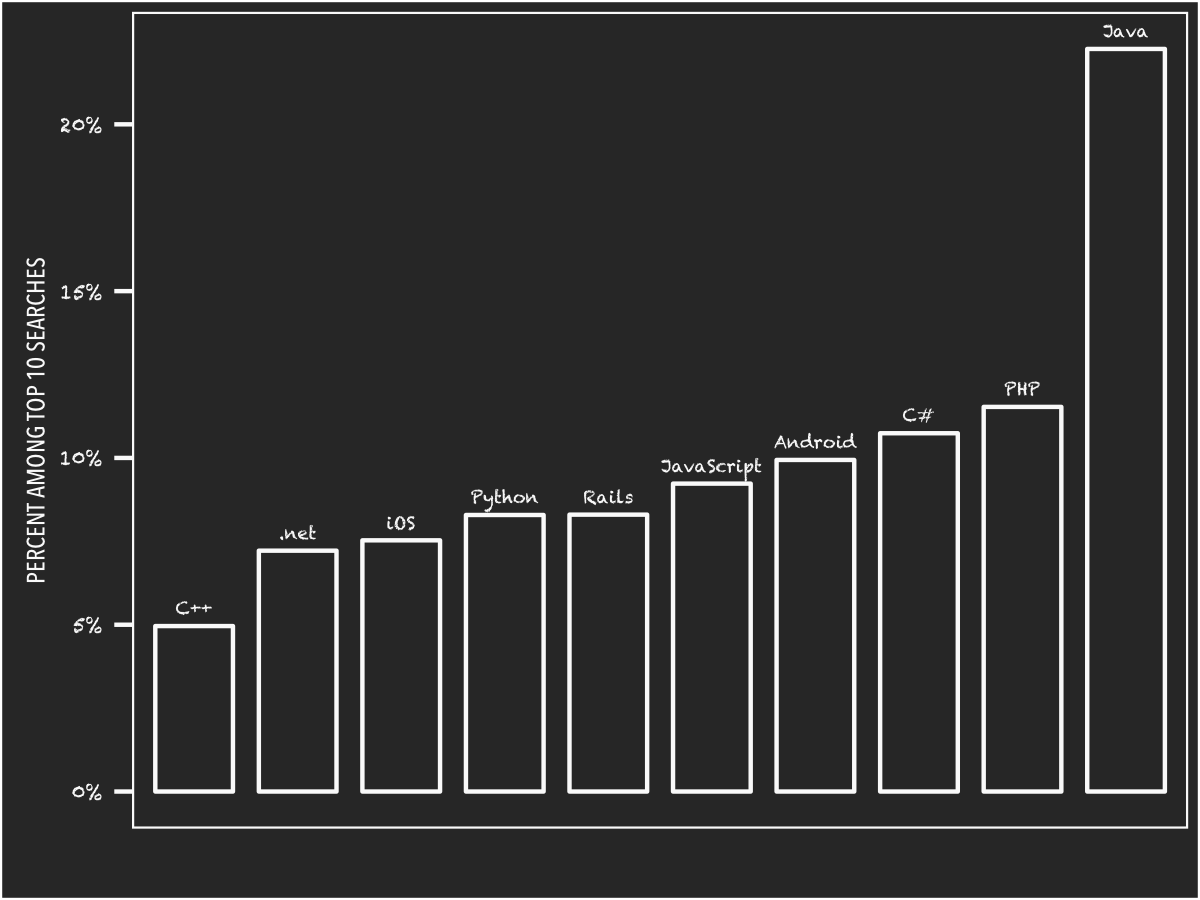 Java
20%
15%
PERCENT AMONG TOP 10 SEARCHES
PHP
C#
Android
10%
JavaScript
Python
Rails
iOS
.net
C++
5%
0%